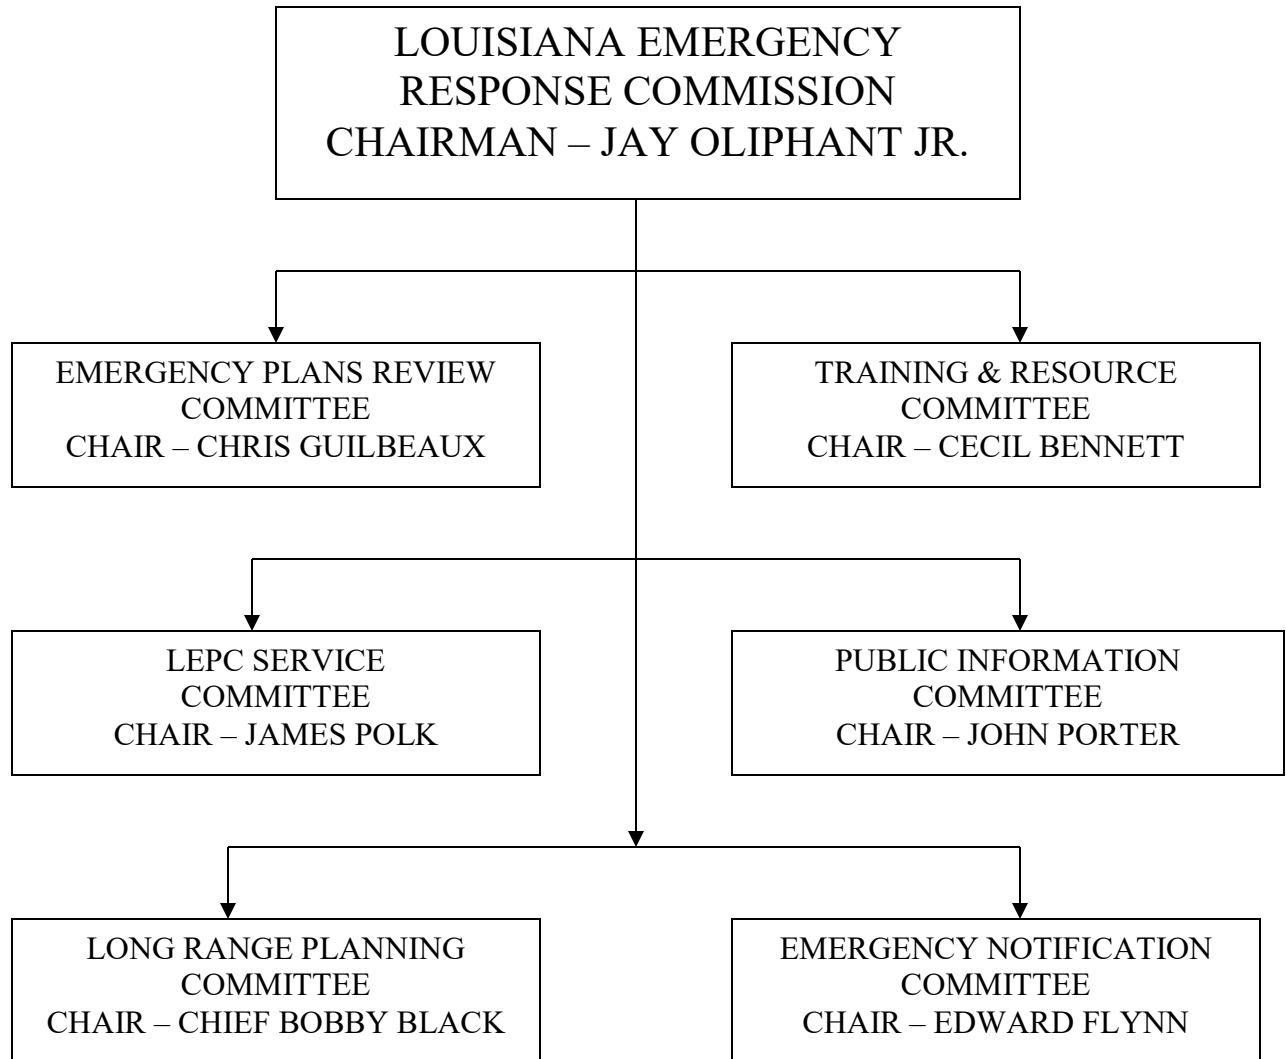 LOUISIANA EMERGENCY
RESPONSE COMMISSION
CHAIRMAN – JAY OLIPHANT JR.
EMERGENCY PLANS REVIEW
COMMITTEE
CHAIR – CHRIS GUILBEAUX
TRAINING & RESOURCE
COMMITTEE
CHAIR – CECIL BENNETT
LEPC SERVICE
COMMITTEE
CHAIR – JAMES POLK
PUBLIC INFORMATION
COMMITTEE
CHAIR – JOHN PORTER
LONG RANGE PLANNING
COMMITTEE
CHAIR – CHIEF BOBBY BLACK
EMERGENCY NOTIFICATION
COMMITTEE
CHAIR – EDWARD FLYNN